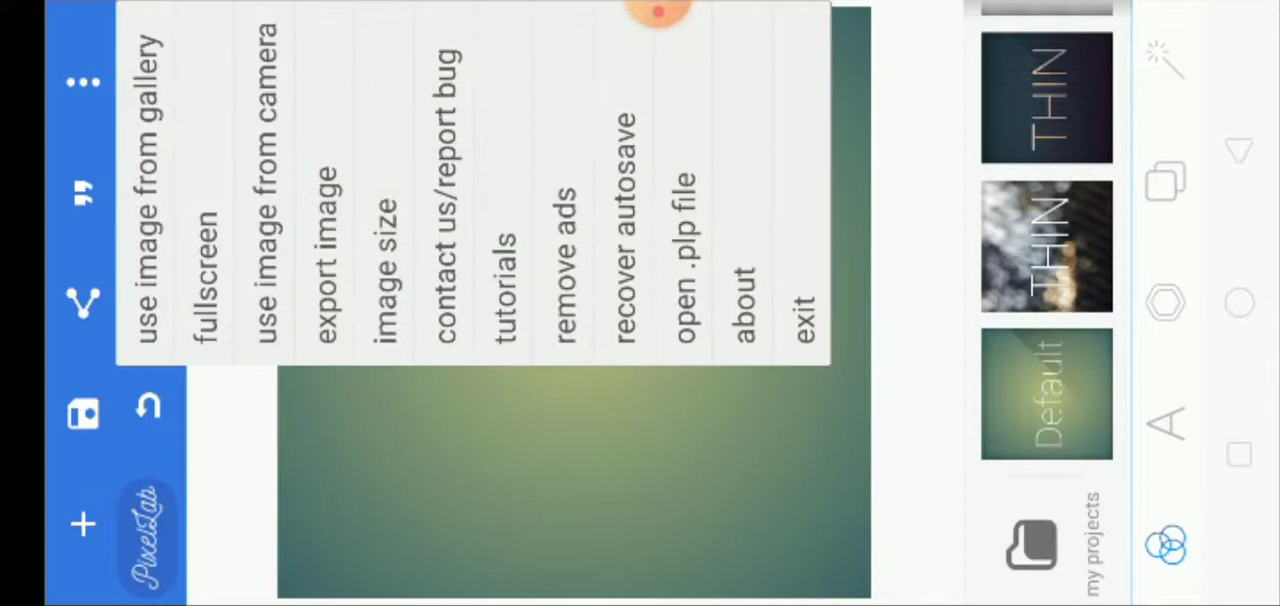 PixelLab
use image from gallery
fullscreen
use image from camera
export image
image size
contact us/report bug
tutorials
remove ads
recover autosave
open .plp file
about
exit
my projects
Default
THIN
THIN
A